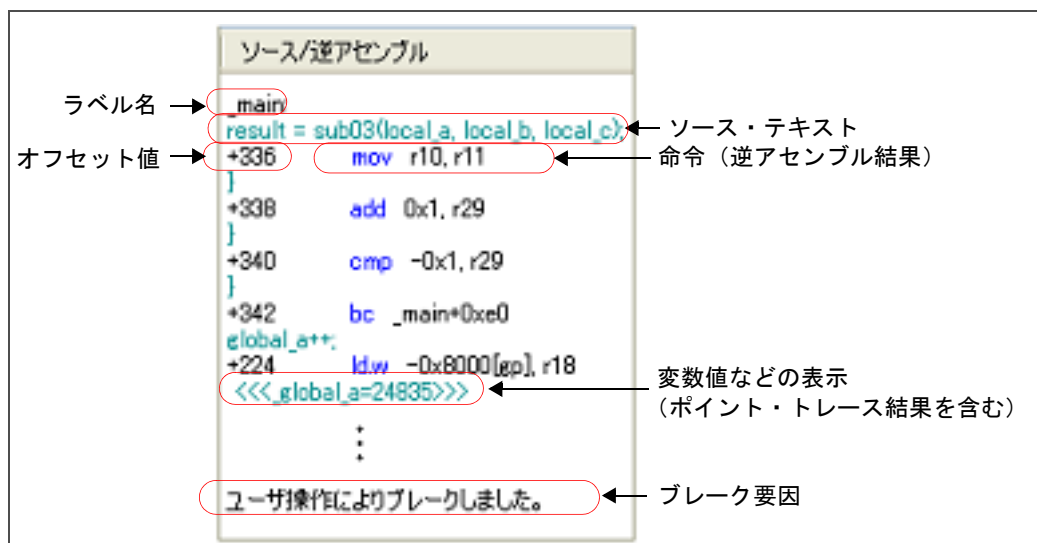 ソース/逆アセンブル
ラベル名
_main
result = sub03(local_a, local_b, local_c);
ソース・テキスト
オフセット値
+336 mov r10, r11
命令（逆アセンブル結果）
}
+338 add 0x1, r29
}
+340 cmp -0x1, r29
}
+342 bc _main+0xe0
global_a++;
+224 ld.w -0x8000[gp], r18
<<<_global_a=24835>>>
変数値などの表示
（ポイント・トレース結果を含む）
ユーザ操作によりブレークしました。
ブレーク要因